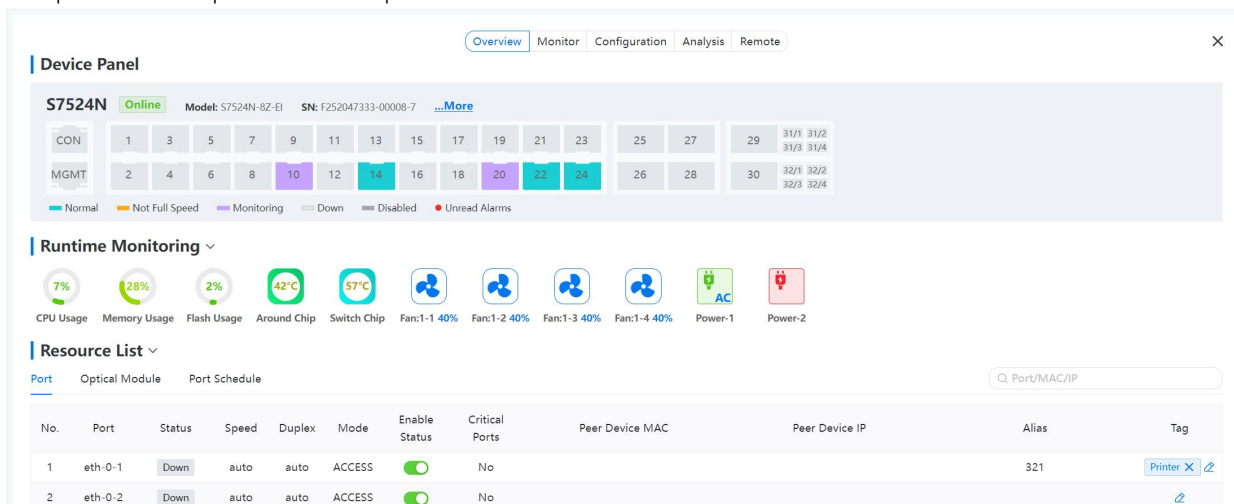 Overview Monitor Configuration Analysis Remote
Device Panel
S7524N Online Model: S7524N-8Z-EI SN: F252047333-00008-7 ...More
CON 1 3 5 7 9 11 13 15 17 19 21 23 25 27 29 31/1 31/2
31/3 31/4
MGMT 2 4 6 8 10 12 14 16 18 20 22 24 26 28 30 32/1 32/2
32/3 32/4
Normal Not Full Speed Monitoring Down Disabled Unread Alarms
Runtime Monitoring
7% 28% 2% 42°C 57°C AC
CPU Usage Memory Usage Flash Usage Around Chip Switch Chip Fan:1-1 40% Fan:1-2 40% Fan:1-3 40% Fan:1-4 40% Power-1 Power-2
Resource List
Port Optical Module Port Schedule Port/MAC/IP
No. Port Status Speed Duplex Mode Enable Status Critical Ports Peer Device MAC Peer Device IP Alias Tag
1 eth-0-1 Down auto auto ACCESS No 321 Printer
2 eth-0-2 Down auto auto ACCESS No